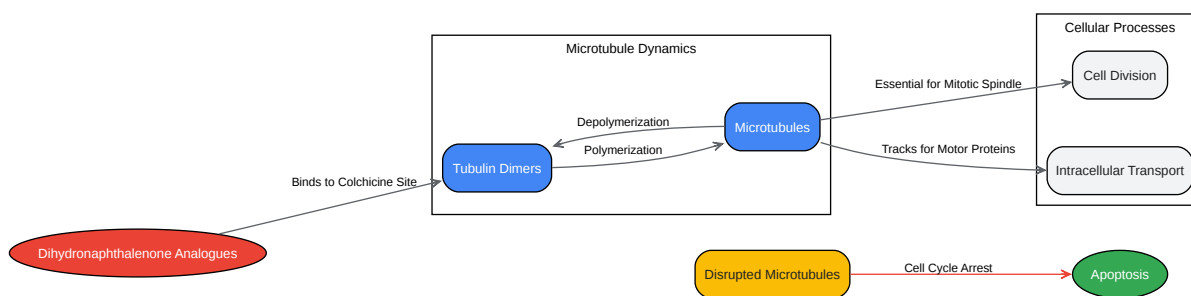 Cellular Processes
Microtubule Dynamics
Cell Division
Essential for Mitotic Spindle
Depolymerization
Microtubules
Polymerization
Tracks for Motor Proteins
Tubulin Dimers
Intracellular Transport
Binds to Colchicine Site
Dihydronaphthalenone Analogues
Disrupted Microtubules
Cell Cycle Arrest
Apoptosis